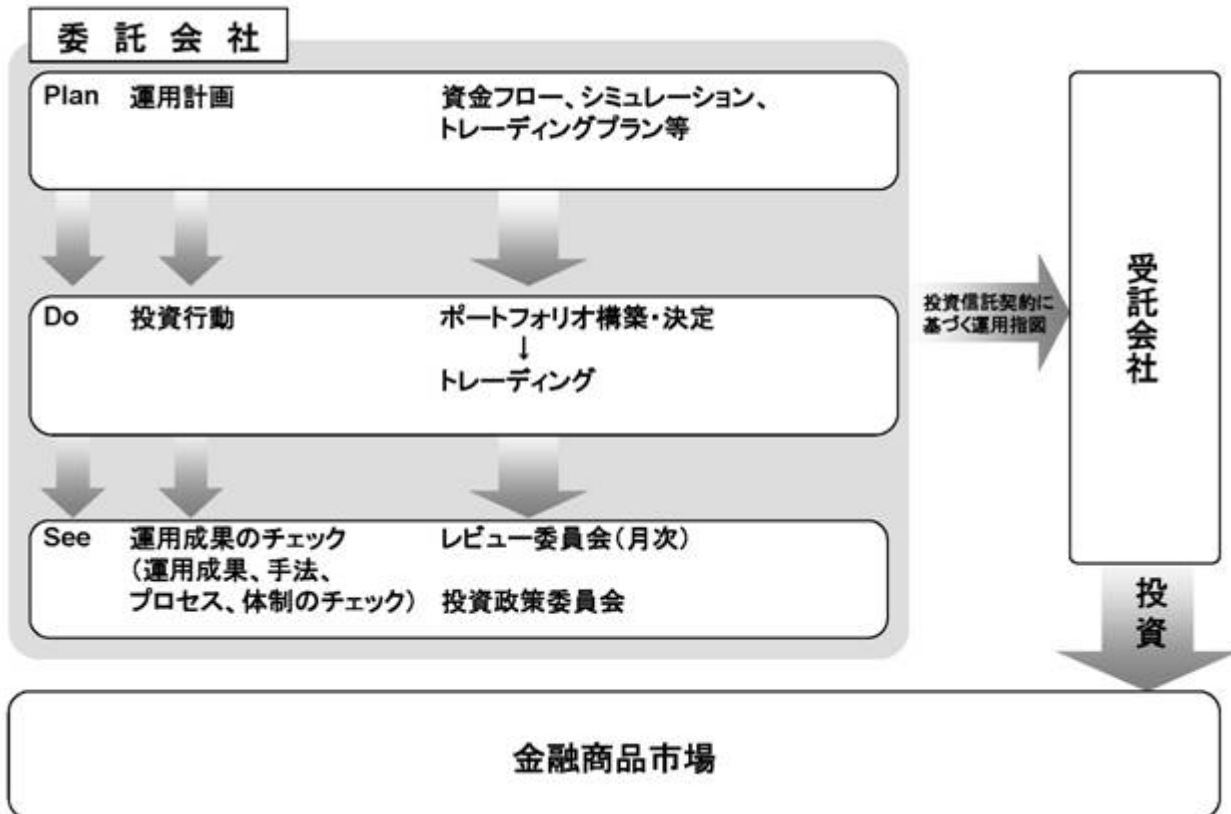 委託会社
Plan 運用計画 資金フロー、シミュレーション、
トレーディングプラン等
Do 投資行動 ポートフォリオ構築・決定
↓
トレーディング
See 運用成果のチェック レビュー委員会(月次)
(運用成果、手法、
プロセス、体制のチェック) 投資政策委員会
投資信託契約に
基づく運用指図
受託会社
投資
金融商品市場